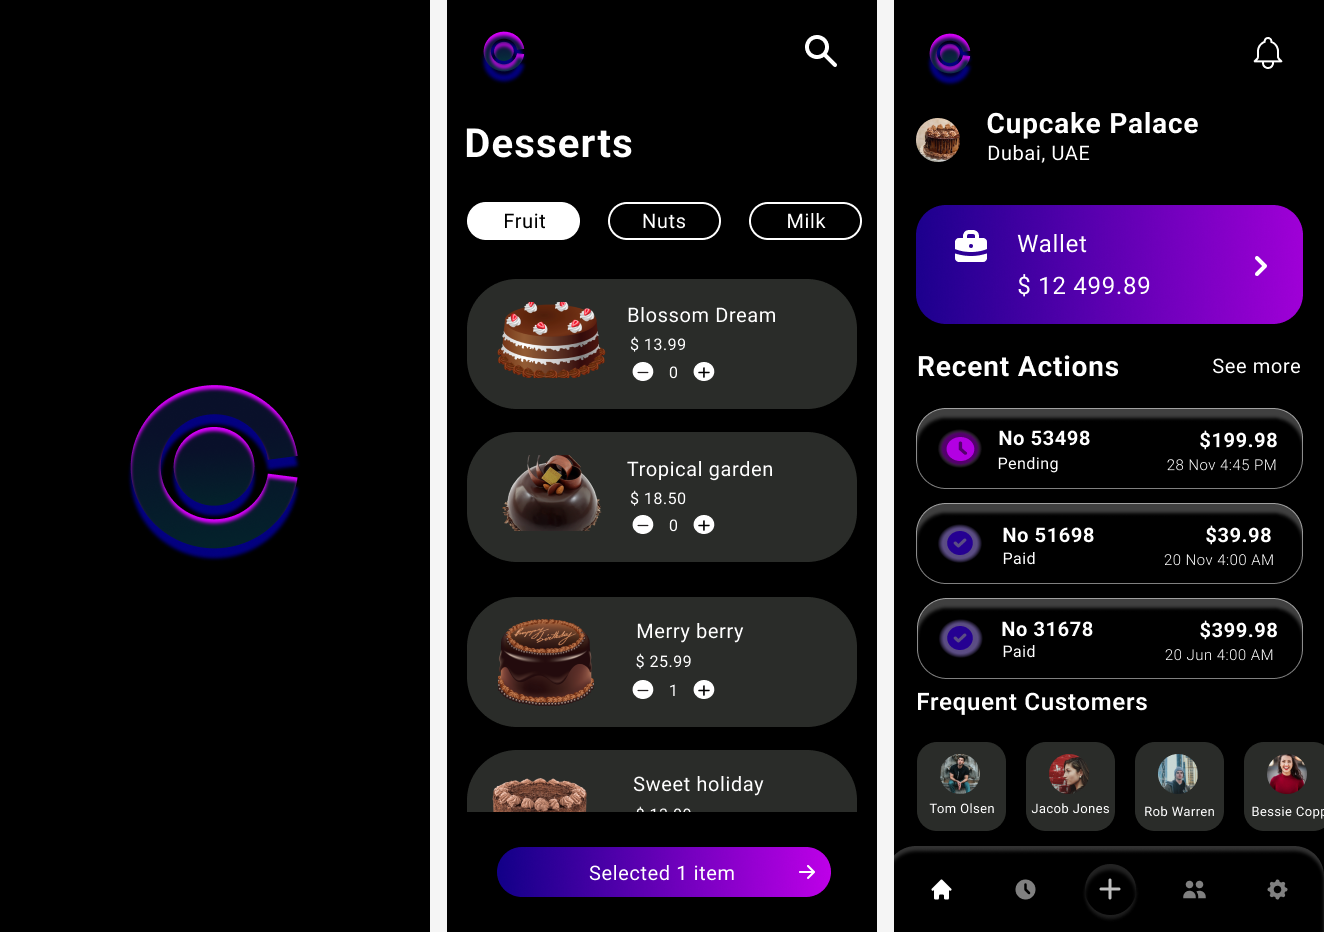 Desserts
Fruit
Nuts
Milk
Blossom Dream
$ 13.99
0
Tropical garden
$ 18.50
0
happy birthday
Merry berry
$ 25.99
1
Sweet holiday
Selected 1 item
Cupcake Palace
Dubai, UAE
Wallet
$ 12 499.89
Recent Actions
See more
No 53498
Pending
$199.98
28 Nov 4:45 PM
No 51698
Paid
$39.98
20 Nov 4:00 AM
No 31678
Paid
$399.98
20 Jun 4:00 AM
Frequent Customers
Tom Olsen
Jacob Jones
Rob Warren
Bessie Copp